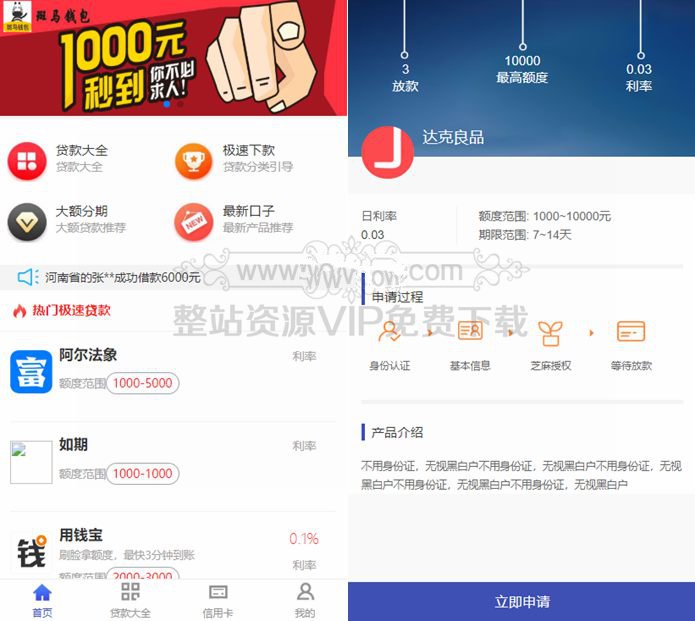 斑马钱包
斑马钱包
1000元
秒到
你不必
求人!
贷款大全
贷款大全
极速下款
贷款分类引导
大额分期
大额贷款推荐
NEW
最新口子
最新产品推荐
河南省的张**成功借款6000元
热门极速贷款
富
阿尔法象
额度范围
1000-5000
利率
如期
额度范围
1000-1000
利率
钱
用钱宝
刷脸拿额度,最快3分钟到账
额度范围
2000-3000
0.1%
利率
首页
贷款大全
信用卡
我的
3
放款
10000
最高额度
0.03
利率
达克良品
日利率
0.03
额度范围: 1000~10000元
期限范围: 7~14天
申请过程
身份认证
基本信息
芝麻授权
等待放款
产品介绍
不用身份证,无视黑白户不用身份证,无视黑白户不用身份证,无视
黑白户不用身份证,无视黑白户不用身份证,无视黑白户
立即申请
整站资源VIP免费下载